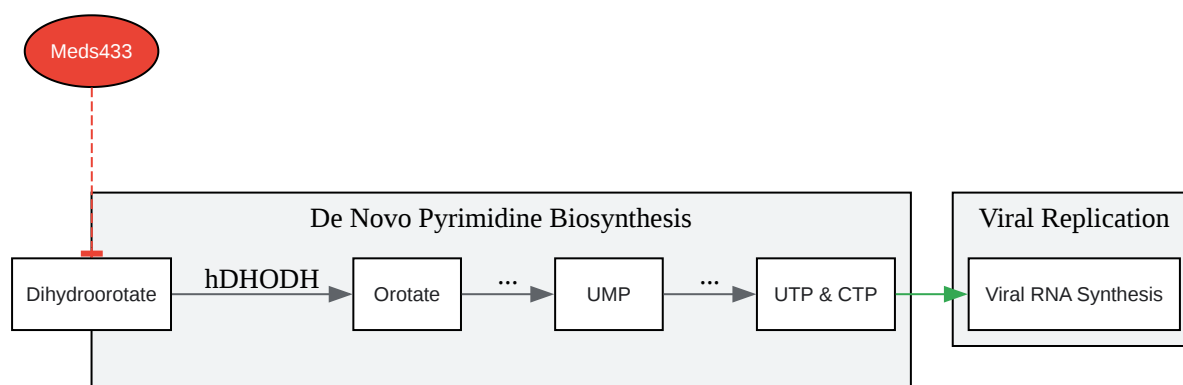 Meds433
De Novo Pyrimidine Biosynthesis
Viral Replication
Dihydroorotate
hDHODH
Orotate
...
UMP
...
UTP & CTP
Viral RNA Synthesis